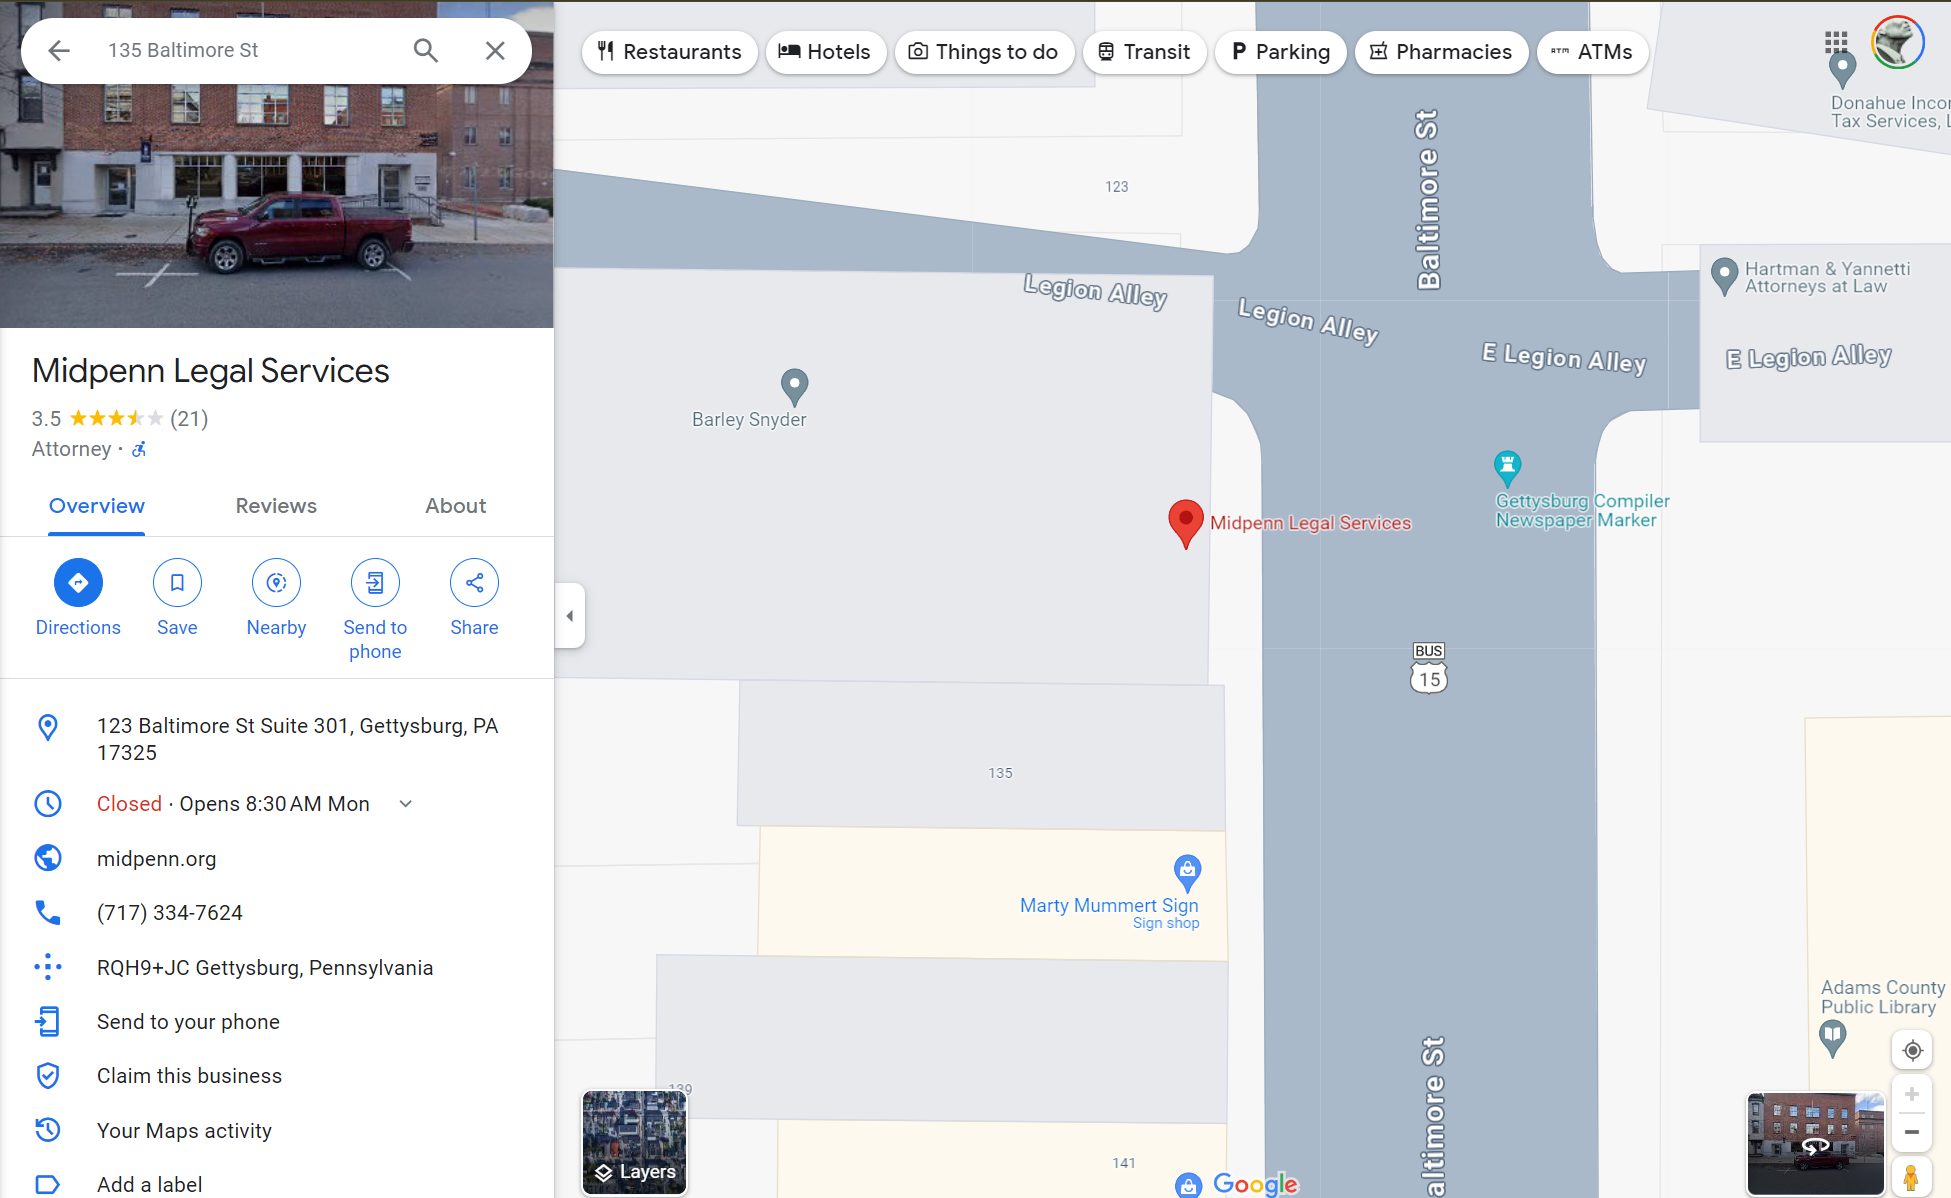 135 Baltimore St
Restaurants
Hotels
Things to do
Transit
Parking
Pharmacies
ATMs
Midpenn Legal Services
3.5
(21)
Attorney ·
Overview
Reviews
About
Directions
Save
Nearby
Send to
phone
Share
123 Baltimore St Suite 301, Gettysburg, PA
17325
Closed · Opens 8:30 AM Mon
midpenn.org
(717) 334-7624
RQH9+JC Gettysburg, Pennsylvania
Send to your phone
Claim this business
Your Maps activity
Add a label
Donahue Incor
Tax Services, L
Baltimore St
123
Hartman & Yannetti
Attorneys at Law
Legion Alley
Legion Alley
E Legion Alley
E Legion Alley
Barley Snyder
Gettysburg Compiler
Newspaper Marker
Midpenn Legal Services
BUS
15
135
Marty Mummert Sign
Sign shop
Adams County
Public Library
altimore St
139
141
Layers
Google